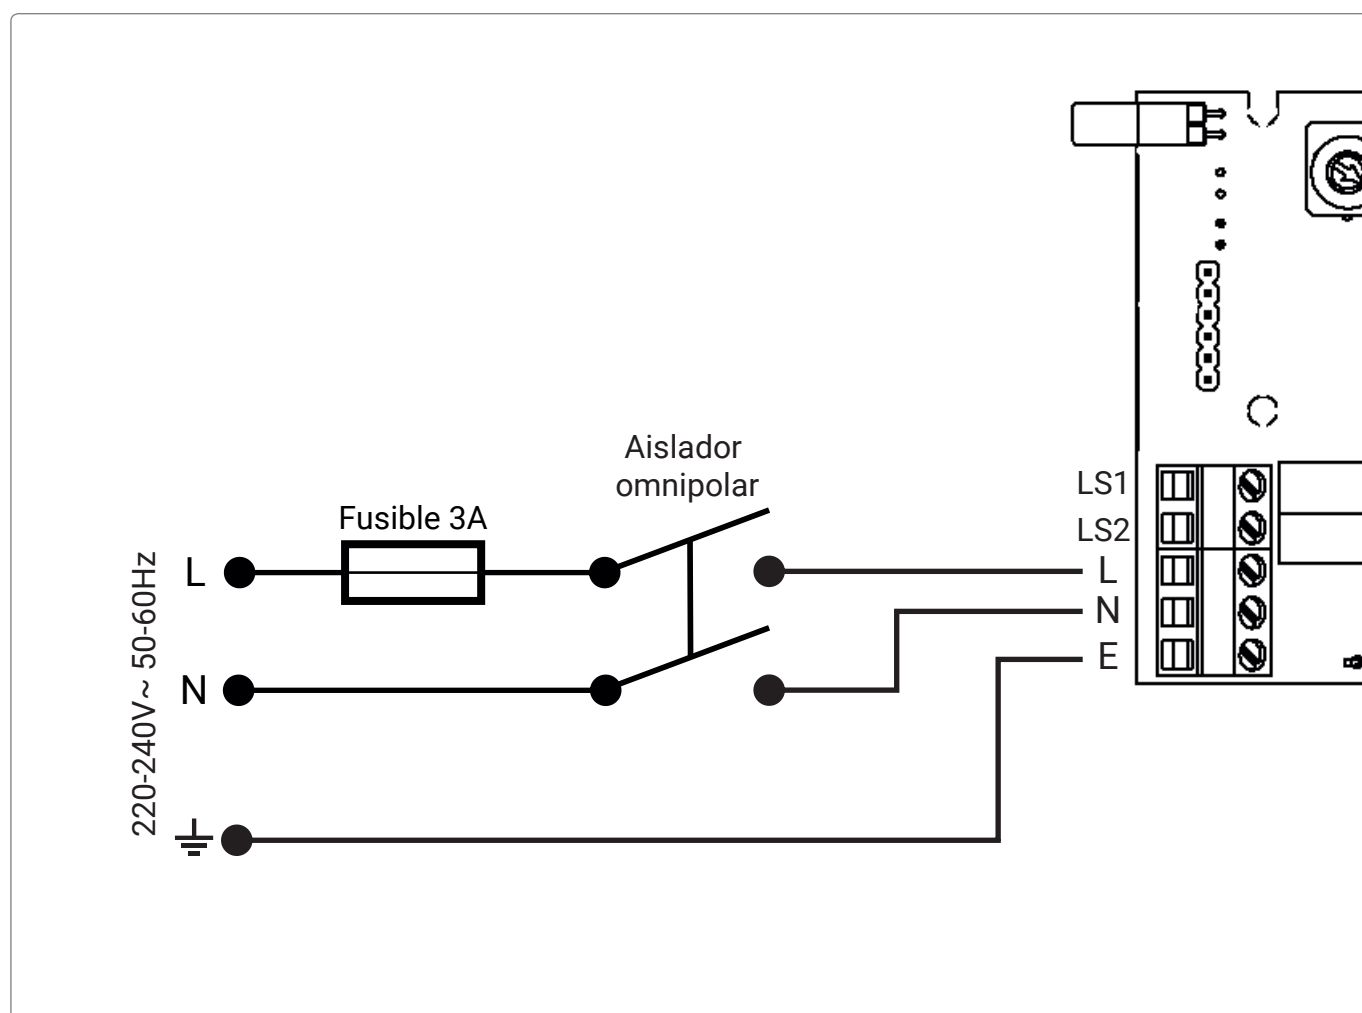 Aislador
omnipolar
Fusible 3A
LS1
LS2
L
L
N
N
E
220-240V~ 50-60Hz